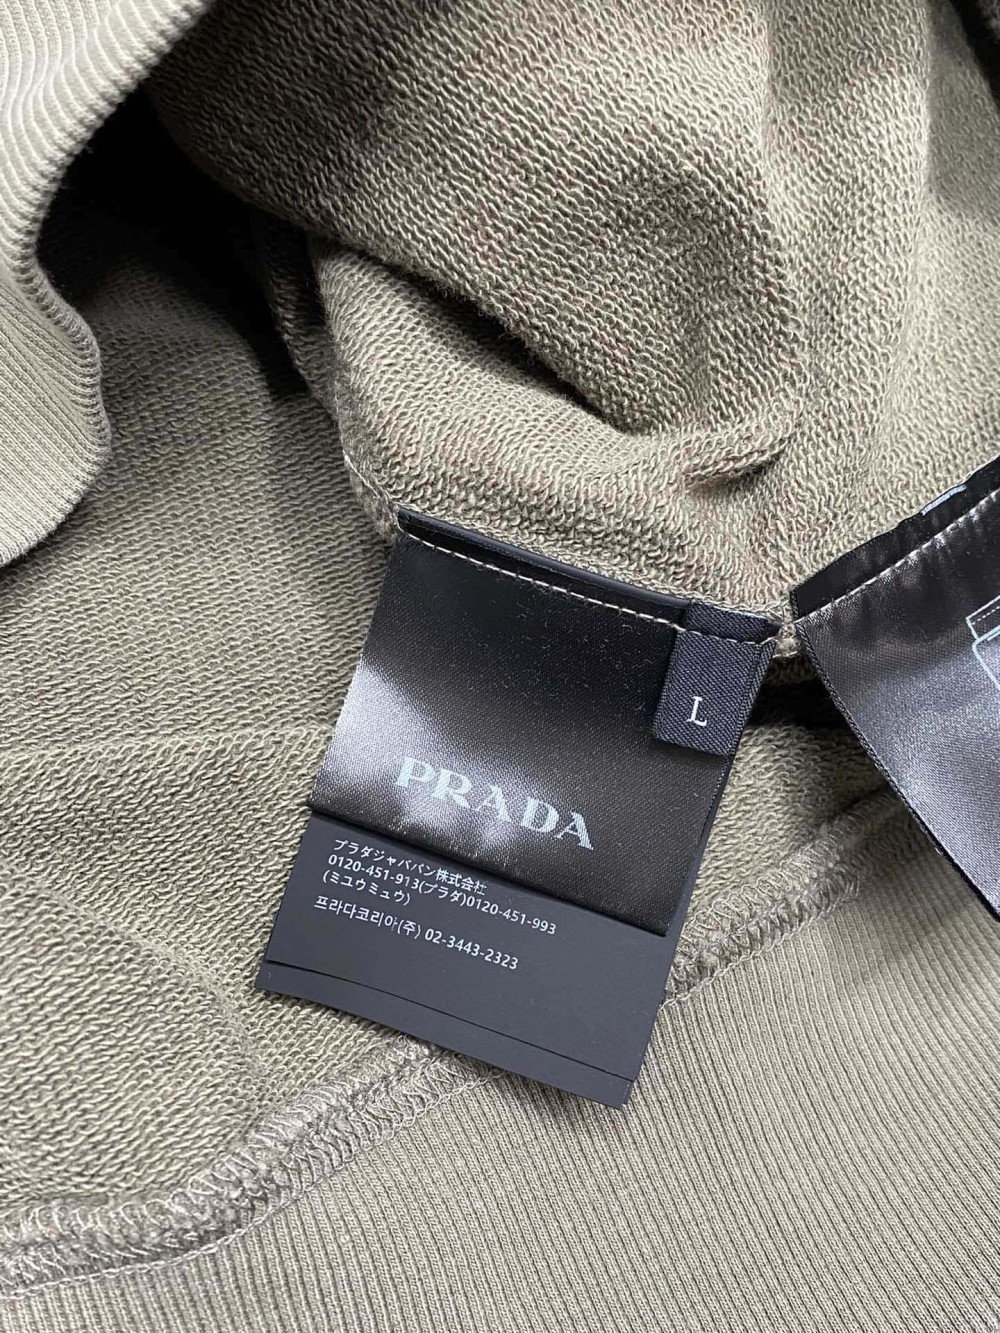 L
PRADA
プラダジャパン株式会社
0120-451-913(プラダ)0120-451-993
(ミュウミュウ)
프라다코리아(주) 02-3443-2323